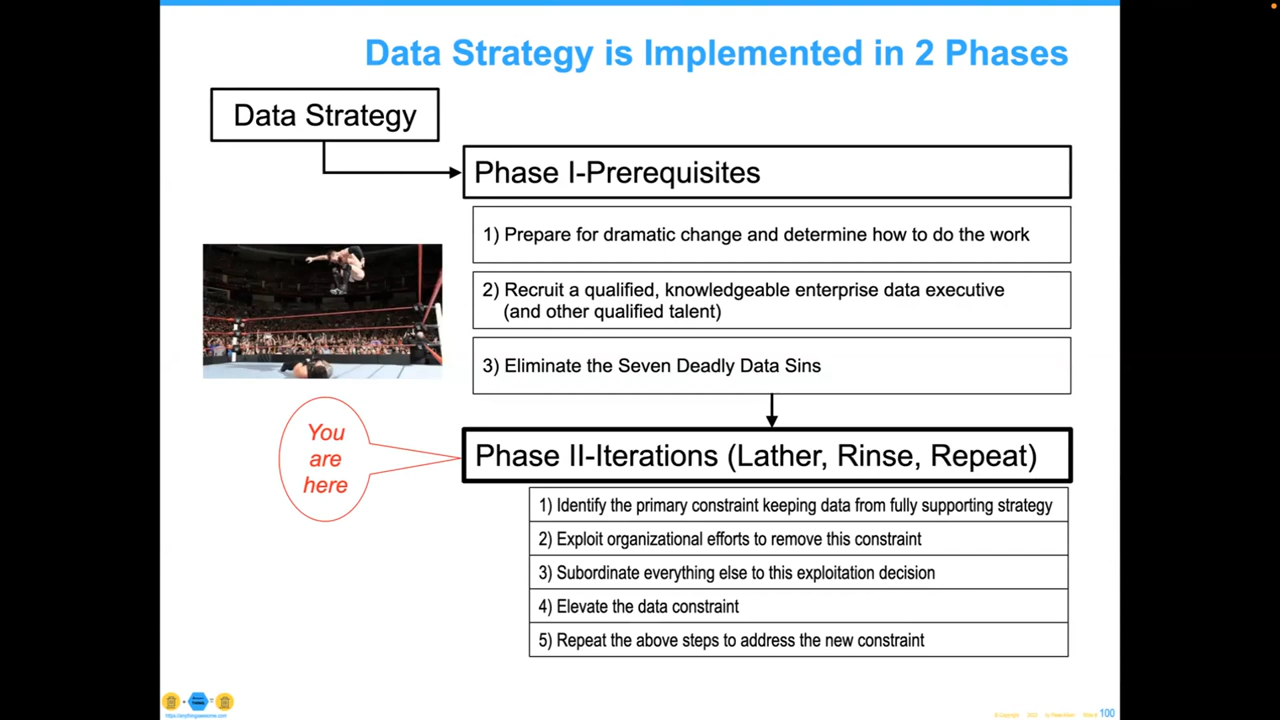 Data Strategy is Implemented in 2 Phases
Data Strategy
Phase I-Prerequisites
1) Prepare for dramatic change and determine how to do the work
2) Recruit a qualified, knowledgeable enterprise data executive
(and other qualified talent)
3) Eliminate the Seven Deadly Data Sins
You
are
here
Phase II-Iterations (Lather, Rinse, Repeat)
1) Identify the primary constraint keeping data from fully supporting strategy
2) Exploit organizational efforts to remove this constraint
3) Subordinate everything else to this exploitation decision
4) Elevate the data constraint
5) Repeat the above steps to address the new constraint
100